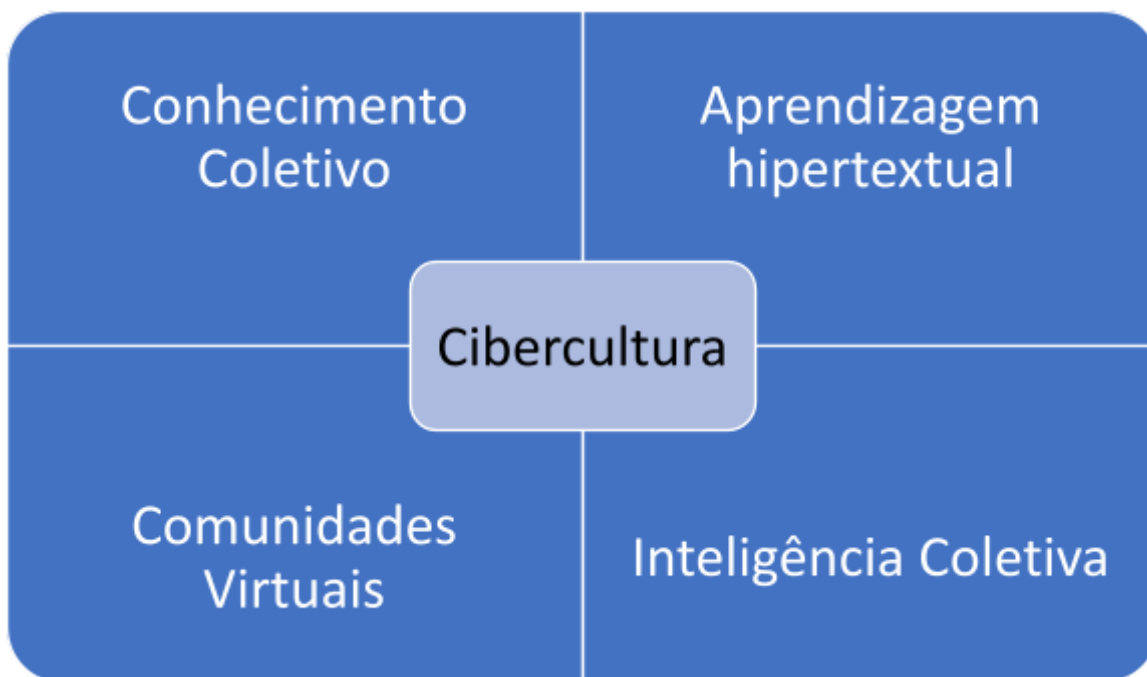 Conhecimento
Coletivo
Aprendizagem
hipertextual
Cibercultura
Comunidades
Virtuais
Inteligência Coletiva